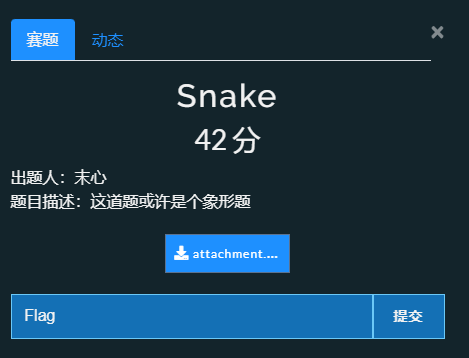 赛题 动态
×
Snake
42 分
出题人：末心
题目描述：这道题或许是个象形题
attachment....
Flag
提交